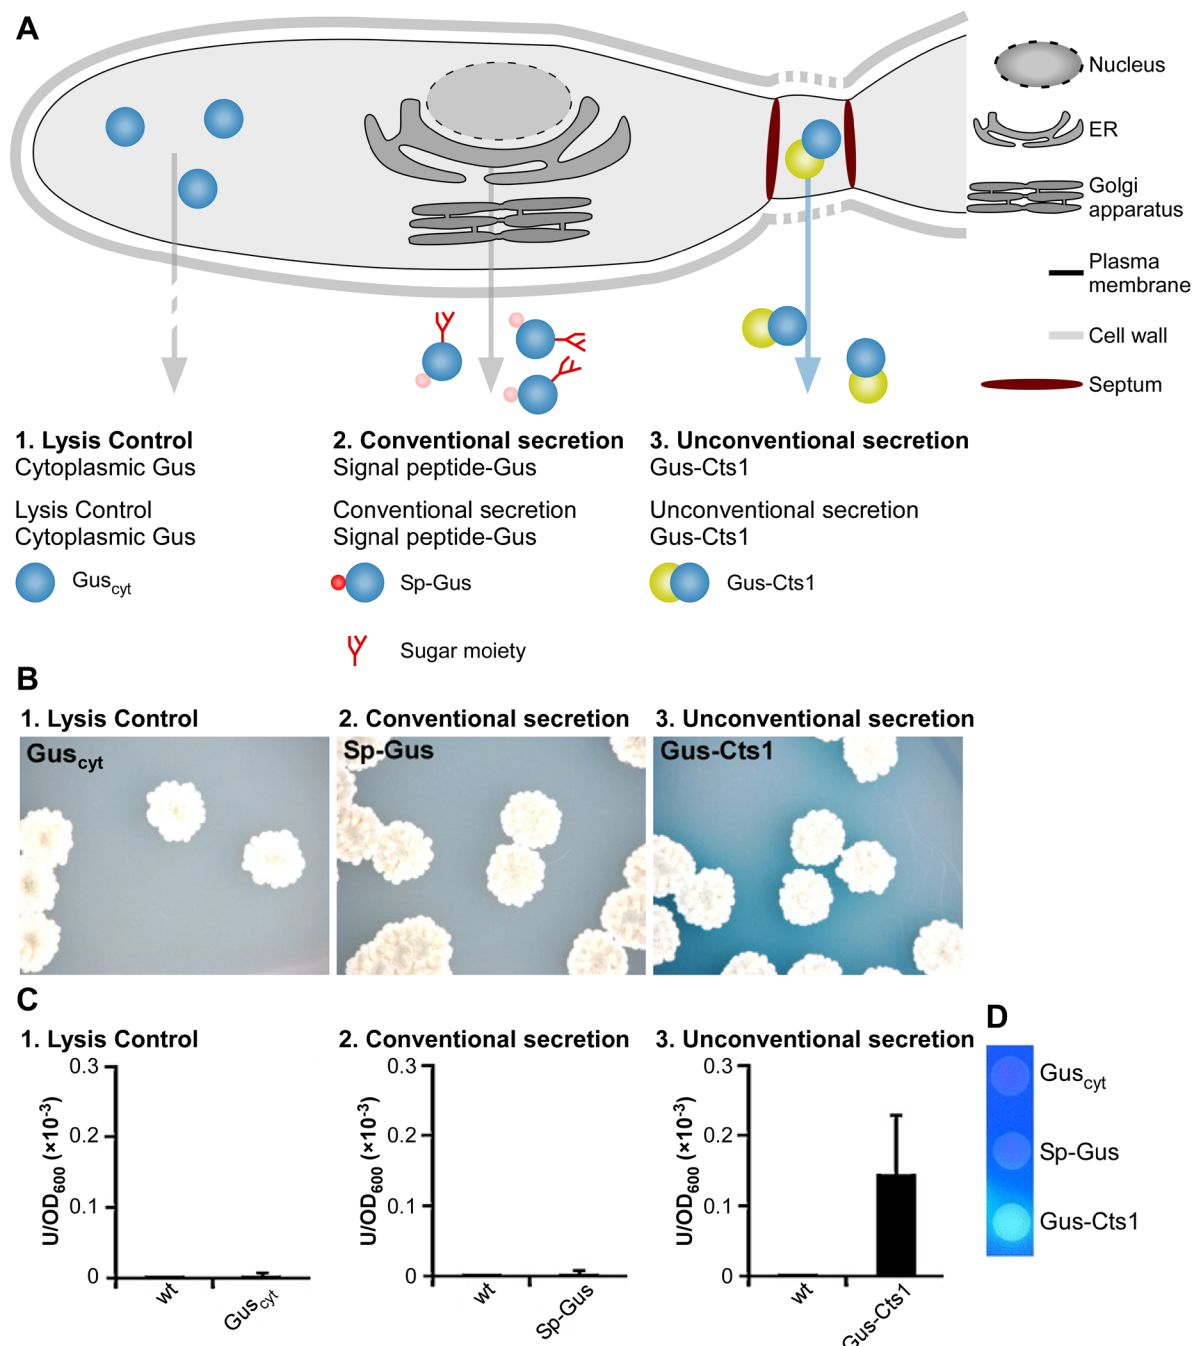 A
Nucleus
ER
Golgi
apparatus
Plasma
membrane
Cell wall
Septum
1. Lysis Control
Cytoplasmic Gus
Lysis Control
Cytoplasmic Gus
Guscyt
2. Conventional secretion
Signal peptide-Gus
Conventional secretion
Signal peptide-Gus
Sp-Gus
Sugar moiety
3. Unconventional secretion
Gus-Cts1
Unconventional secretion
Gus-Cts1
Gus-Cts1
B
1. Lysis Control
Guscyt
2. Conventional secretion
Sp-Gus
3. Unconventional secretion
Gus-Cts1
C
1. Lysis Control
U/OD600 (×10-3)
0.3
0.2
0.1
0
wt
Guscyt
2. Conventional secretion
U/OD600 (×10-3)
0.3
0.2
0.1
0
wt
Sp-Gus
3. Unconventional secretion
U/OD600 (×10-3)
0.3
0.2
0.1
0
wt
Gus-Cts1
D
Guscyt
Sp-Gus
Gus-Cts1